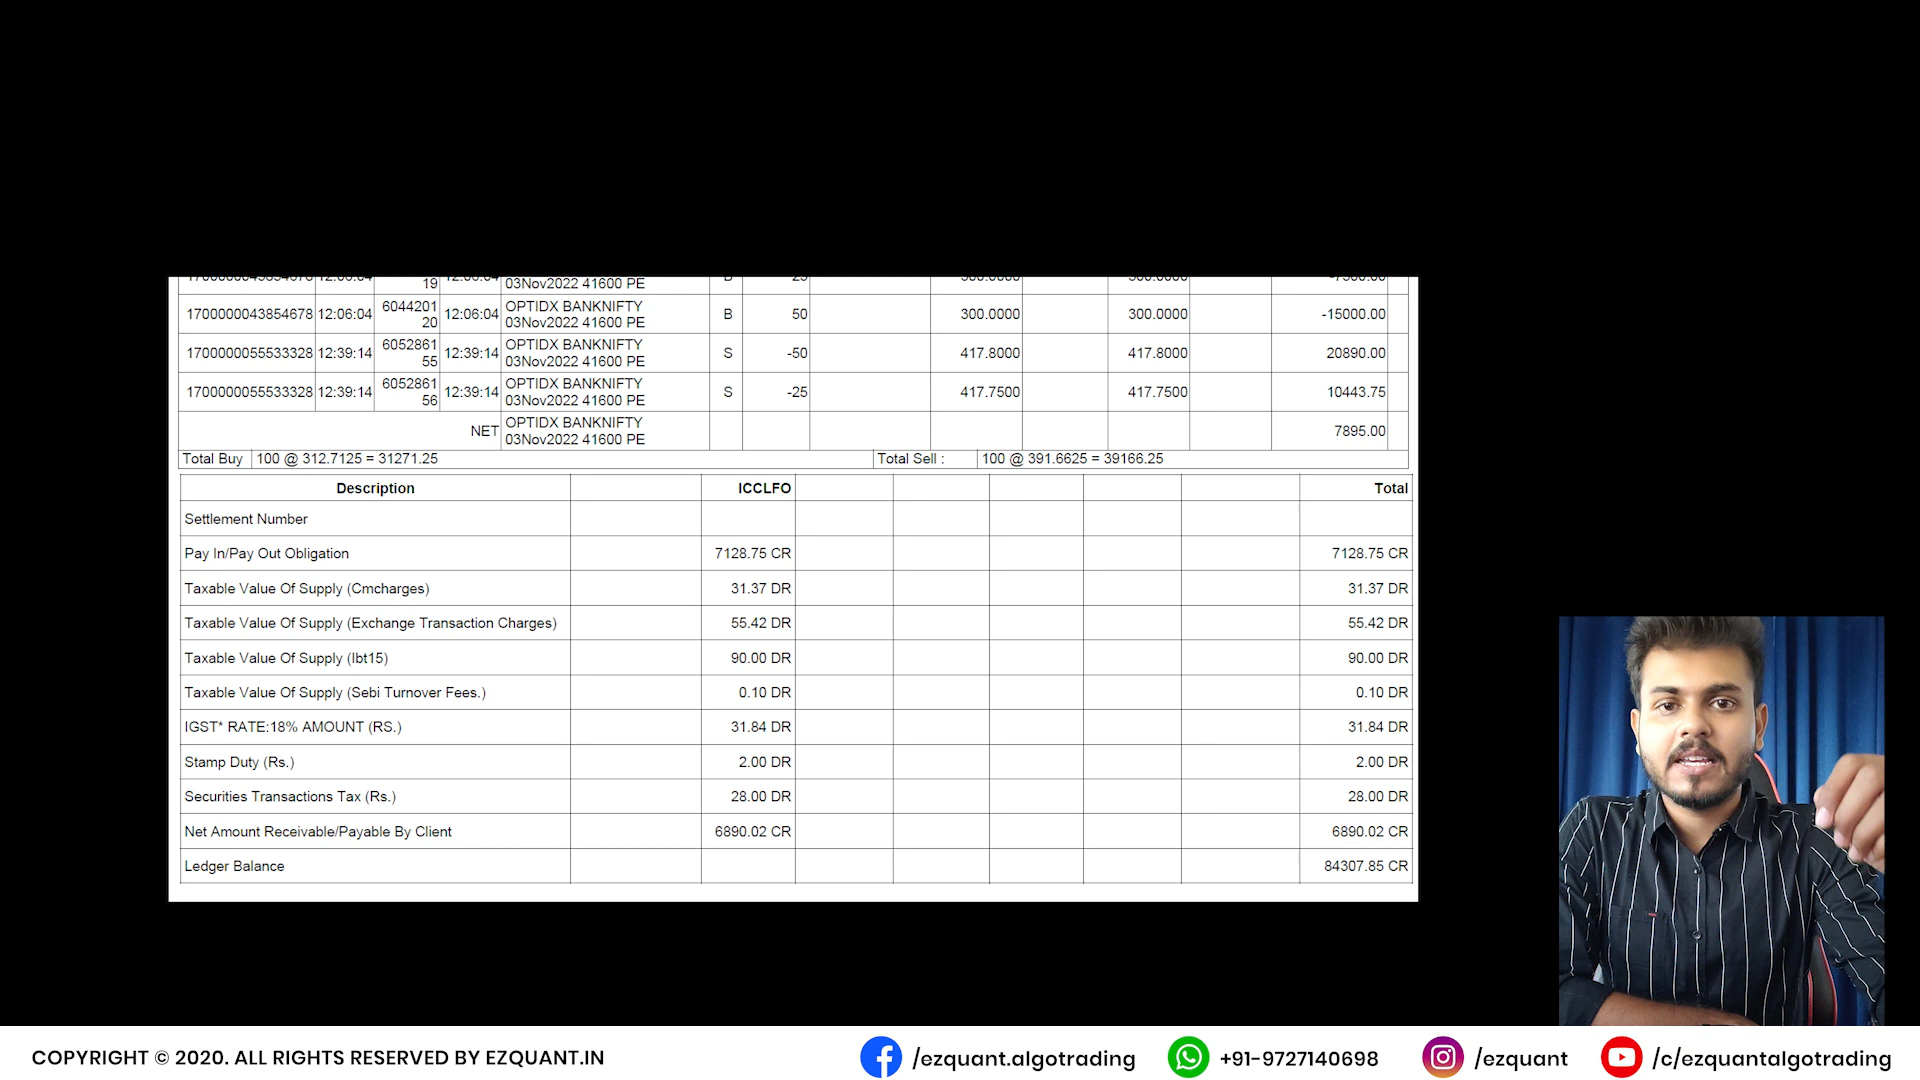 19 03Nov2022 41600 PE
1700000043854678 12:06:04 6044201 20 12:06:04 OPTIDX BANKNIFTY 03Nov2022 41600 PE B 50 300.0000 300.0000 -15000.00
1700000055533328 12:39:14 6052861 55 12:39:14 OPTIDX BANKNIFTY 03Nov2022 41600 PE S -50 417.8000 417.8000 20890.00
1700000055533328 12:39:14 6052861 56 12:39:14 OPTIDX BANKNIFTY 03Nov2022 41600 PE S -25 417.7500 417.7500 10443.75
NET OPTIDX BANKNIFTY 03Nov2022 41600 PE 7895.00
Total Buy 100 @ 312.7125 = 31271.25 Total Sell : 100 @ 391.6625 = 39166.25
Description ICCLFO Total
Settlement Number
Pay In/Pay Out Obligation 7128.75 CR 7128.75 CR
Taxable Value Of Supply (Cmcharges) 31.37 DR 31.37 DR
Taxable Value Of Supply (Exchange Transaction Charges) 55.42 DR 55.42 DR
Taxable Value Of Supply (Ibt15) 90.00 DR 90.00 DR
Taxable Value Of Supply (Sebi Turnover Fees.) 0.10 DR 0.10 DR
IGST* RATE:18% AMOUNT (RS.) 31.84 DR 31.84 DR
Stamp Duty (Rs.) 2.00 DR 2.00 DR
Securities Transactions Tax (Rs.) 28.00 DR 28.00 DR
Net Amount Receivable/Payable By Client 6890.02 CR 6890.02 CR
Ledger Balance 84307.85 CR
COPYRIGHT © 2020. ALL RIGHTS RESERVED BY EZQUANT.IN /ezquant.algotrading +91-9727140698 /ezquant /c/ezquantalgotrading